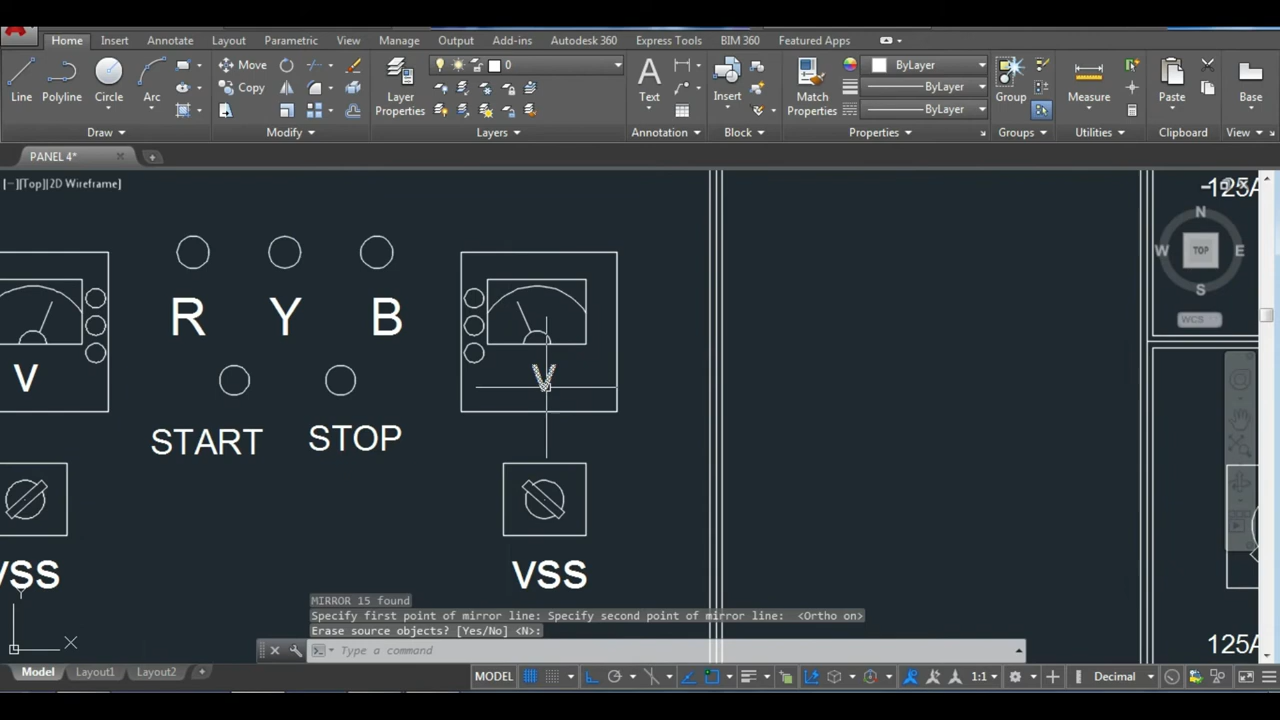 Home Insert Annotate Layout Parametric View Manage Output Add-ins Autodesk 360 Express Tools BIM 360 Featured Apps
Line Polyline Circle Arc
Move
Copy
Layer Properties
0
Text
Insert
Match Properties
ByLayer
ByLayer
ByLayer
Group
Measure
Paste
Base
Draw Modify Layers Annotation Block Properties Groups Utilities Clipboard View
PANEL 4*
[−][Top][2D Wireframe]
125A
N
W TOP E
S
WCS
R Y B
V V
START STOP
VSS VSS
Y
X
MIRROR 15 found
Specify first point of mirror line: Specify second point of mirror line: <Ortho on>
Erase source objects? [Yes/No] <N>:
Type a command
125A
Model Layout1 Layout2 +
MODEL 1:1 Decimal